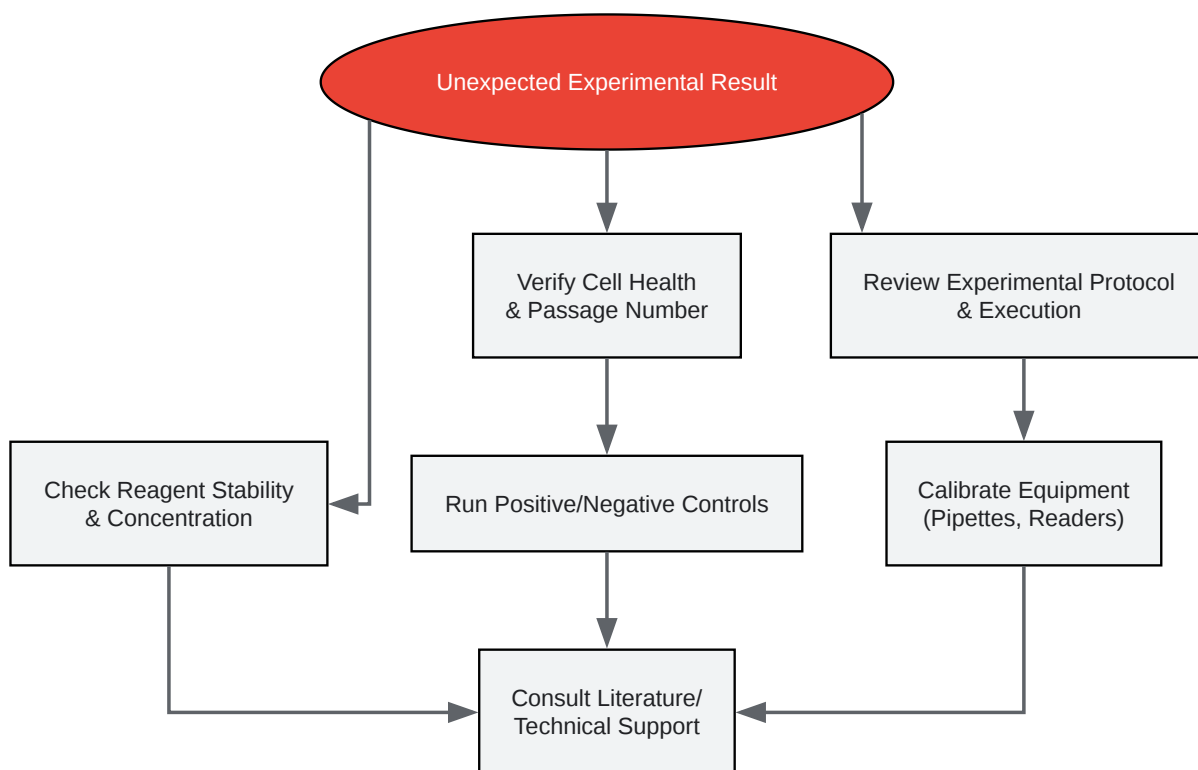 Unexpected Experimental Result
Verify Cell Health
& Passage Number
Review Experimental Protocol
& Execution
Check Reagent Stability
& Concentration
Run Positive/Negative Controls
Calibrate Equipment
(Pipettes, Readers)
Consult Literature/
Technical Support